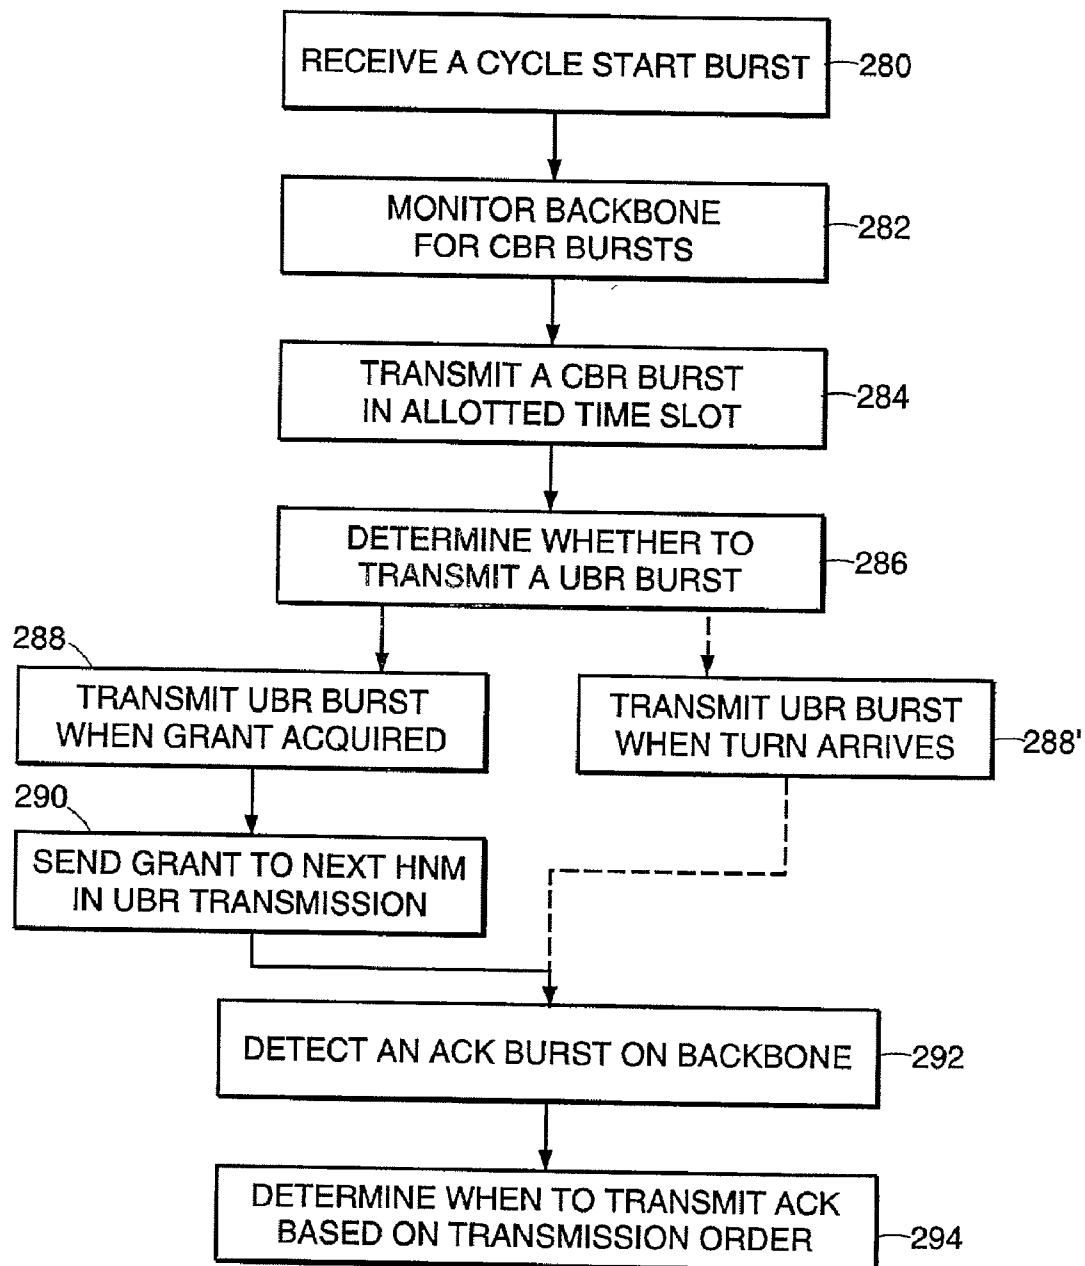 RECEIVE A CYCLE START BURST
280
MONITOR BACKBONE
FOR CBR BURSTS
282
TRANSMIT A CBR BURST
IN ALLOTTED TIME SLOT
284
DETERMINE WHETHER TO
TRANSMIT A UBR BURST
286
288
TRANSMIT UBR BURST
WHEN GRANT ACQUIRED
TRANSMIT UBR BURST
WHEN TURN ARRIVES
288'
290
SEND GRANT TO NEXT HNM
IN UBR TRANSMISSION
DETECT AN ACK BURST ON BACKBONE
292
DETERMINE WHEN TO TRANSMIT ACK
BASED ON TRANSMISSION ORDER
294